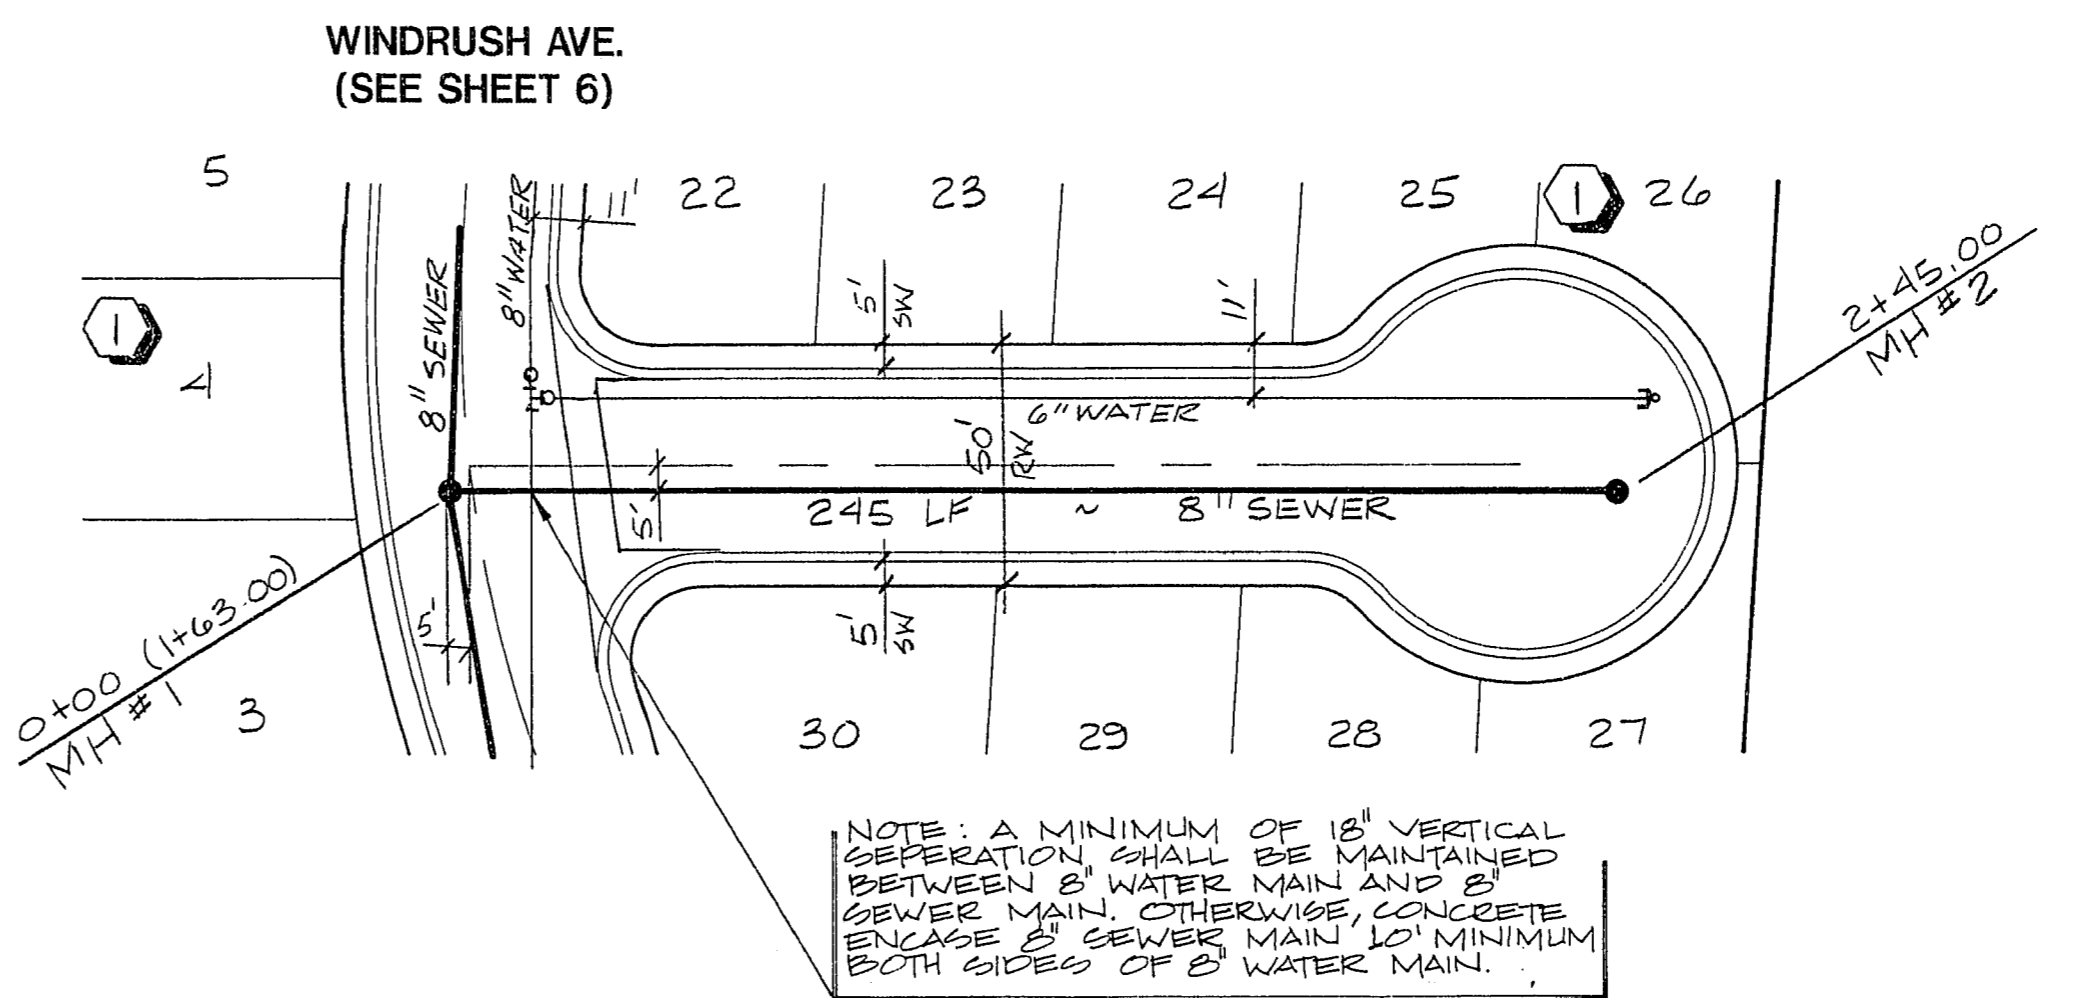 WINDRUSH AVE.
(SEE SHEET 6)
5
8" WATER
11'
22
23
24
25
1
26
8" SEWER
5'
SW
11'
2+45.00
MH #2
1
4
6" WATER
50'
RW
5'
245 LF ~ 8" SEWER
0+00 (1+63.00)
MH #1
5'
5'
SW
3
30
29
28
27
NOTE: A MINIMUM OF 18" VERTICAL
SEPERATION SHALL BE MAINTAINED
BETWEEN 8" WATER MAIN AND 8"
SEWER MAIN. OTHERWISE, CONCRETE
ENCASE 8" SEWER MAIN 10' MINIMUM
BOTH SIDES OF 8" WATER MAIN.